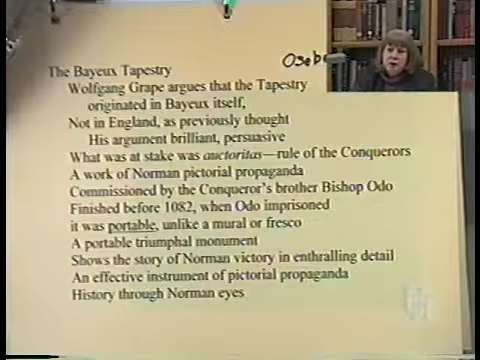 Oseb
The Bayeux Tapestry
Wolfgang Grape argues that the Tapestry
originated in Bayeux itself,
Not in England, as previously thought
His argument brilliant, persuasive
What was at stake was auctoritas—rule of the Conquerors
A work of Norman pictorial propaganda
Commissioned by the Conqueror's brother Bishop Odo
Finished before 1082, when Odo imprisoned
it was portable, unlike a mural or fresco
A portable triumphal monument
Shows the story of Norman victory in enthralling detail
An effective instrument of pictorial propaganda
History through Norman eyes